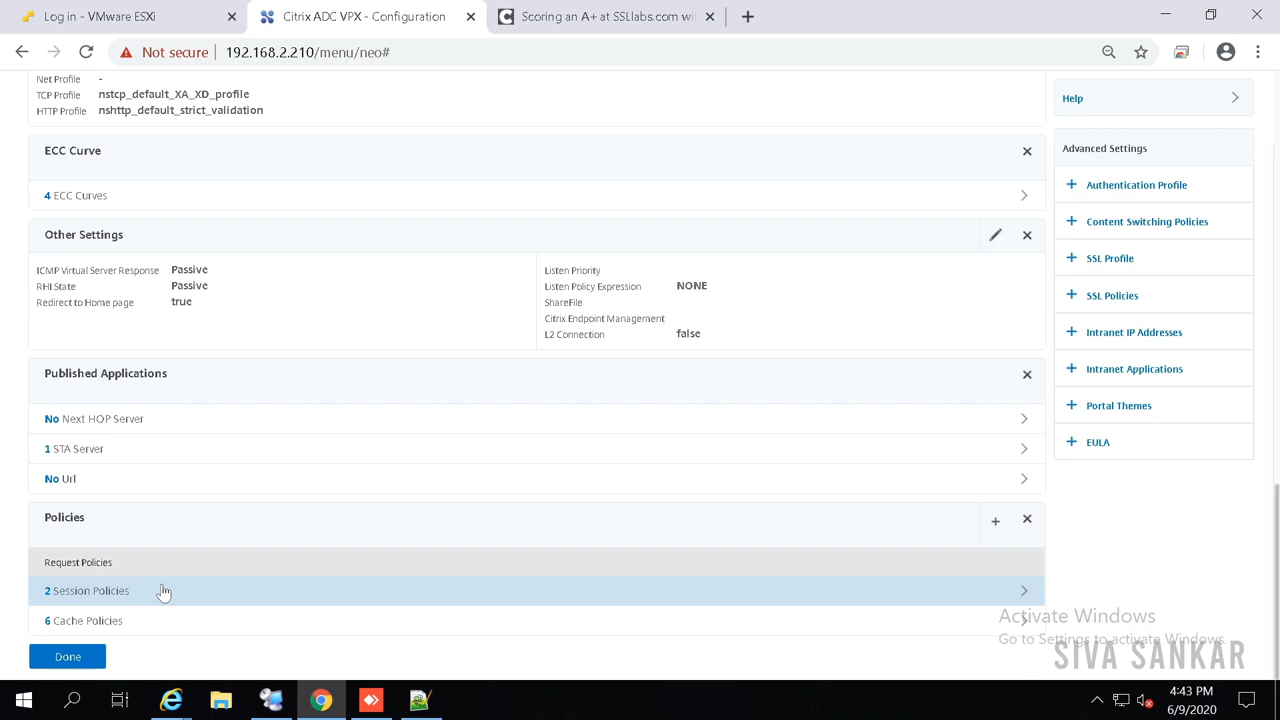 Log in - VMware ESXi
Citrix ADC VPX - Configuration
Scoring an A+ at SSLlabs.com wi
Not secure
192.168.2.210/menu/neo#
Net Profile -
TCP Profile nstcp_default_XA_XD_profile
HTTP Profile nshttp_default_strict_validation
ECC Curve
4 ECC Curves
Other Settings
ICMP Virtual Server Response Passive
RHI State Passive
Redirect to Home page true
Listen Priority
Listen Policy Expression NONE
ShareFile
Citrix Endpoint Management
L2 Connection false
Published Applications
No Next HOP Server
1 STA Server
No Url
Policies
Request Policies
2 Session Policies
6 Cache Policies
Done
Help
Advanced Settings
Authentication Profile
Content Switching Policies
SSL Profile
SSL Policies
Intranet IP Addresses
Intranet Applications
Portal Themes
EULA
Activate Windows
Go to Settings to activate Windows.
SIVA SANKAR
4:43 PM
6/9/2020